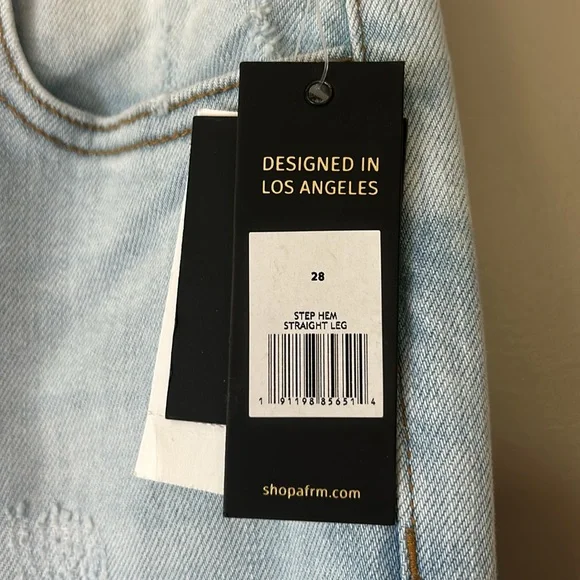 DESIGNED IN
LOS ANGELES
28
STEP HEM
STRAIGHT LEG
1 91198 85651 4
shopafrm.com